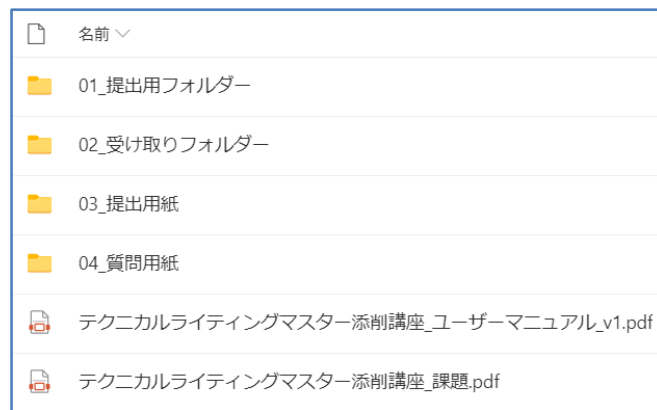 名前
01_提出用フォルダー
02_受け取りフォルダー
03_提出用紙
04_質問用紙
テクニカルライティングマスター添削講座_ユーザーマニュアル_v1.pdf
テクニカルライティングマスター添削講座_課題.pdf